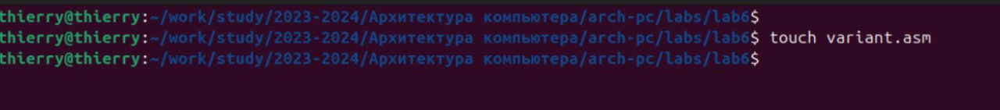 thierry@thierry:~/work/study/2023-2024/Архитектура компьютера/arch-pc/labs/lab6$
thierry@thierry:~/work/study/2023-2024/Архитектура компьютера/arch-pc/labs/lab6$ touch variant.asm
thierry@thierry:~/work/study/2023-2024/Архитектура компьютера/arch-pc/labs/lab6$